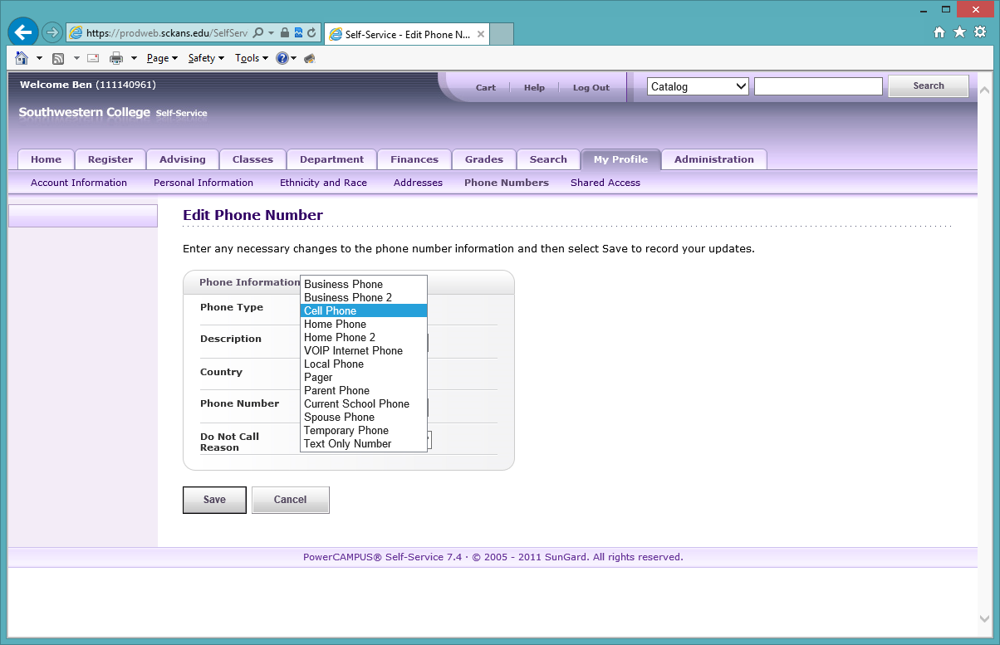 https://prodweb.sckans.edu/SelfServ
Self-Service - Edit Phone N...
Page Safety Tools
Welcome Ben (111140961)
Cart Help Log Out Catalog Search
Southwestern College Self-Service
Home Register Advising Classes Department Finances Grades Search My Profile Administration
Account Information Personal Information Ethnicity and Race Addresses Phone Numbers Shared Access
Edit Phone Number
Enter any necessary changes to the phone number information and then select Save to record your updates.
Phone Information
Phone Type
Description
Country
Phone Number
Do Not Call
Reason
Business Phone
Business Phone 2
Cell Phone
Home Phone
Home Phone 2
VOIP Internet Phone
Local Phone
Pager
Parent Phone
Current School Phone
Spouse Phone
Temporary Phone
Text Only Number
Save Cancel
PowerCAMPUS® Self-Service 7.4 · © 2005 - 2011 SunGard. All rights reserved.